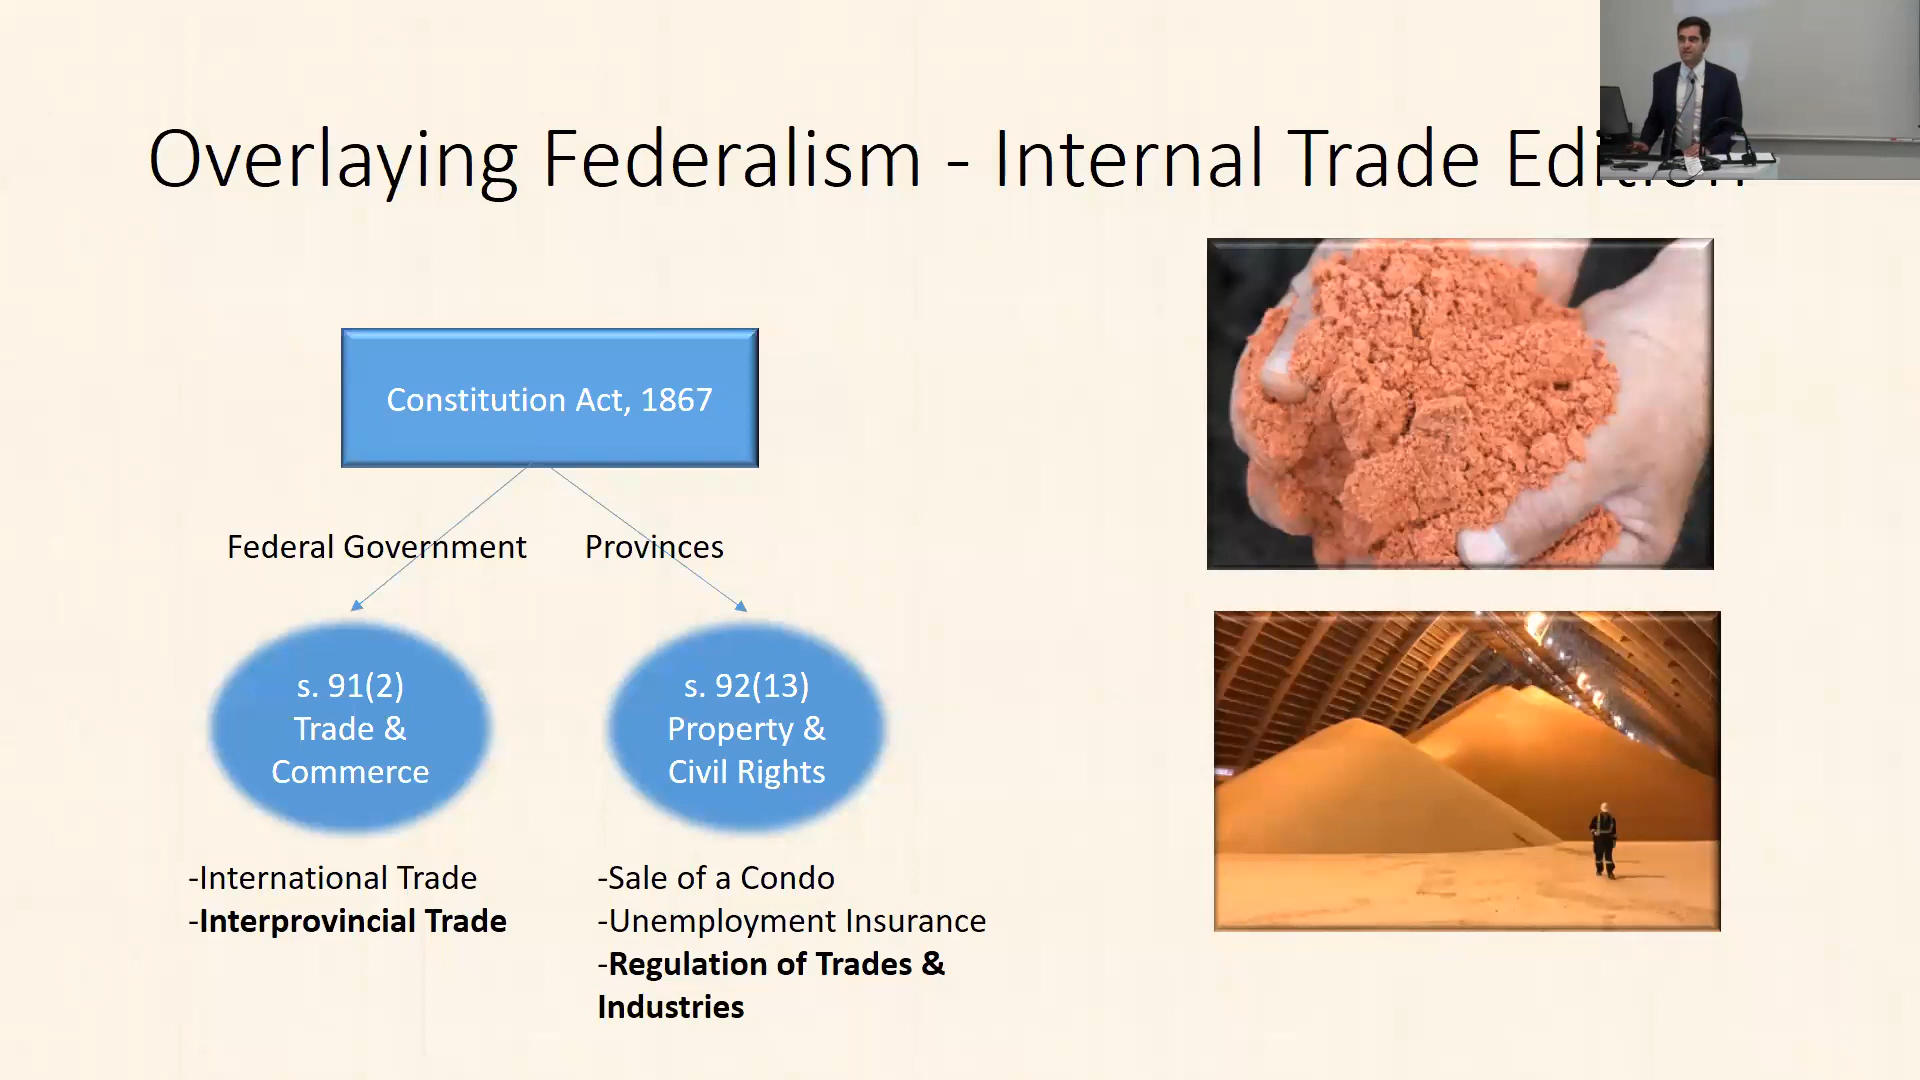 Overlaying Federalism - Internal Trade Edition
Constitution Act, 1867
Federal Government
Provinces
s. 91(2)
Trade &
Commerce
s. 92(13)
Property &
Civil Rights
-International Trade
-Interprovincial Trade
-Sale of a Condo
-Unemployment Insurance
-Regulation of Trades &
Industries